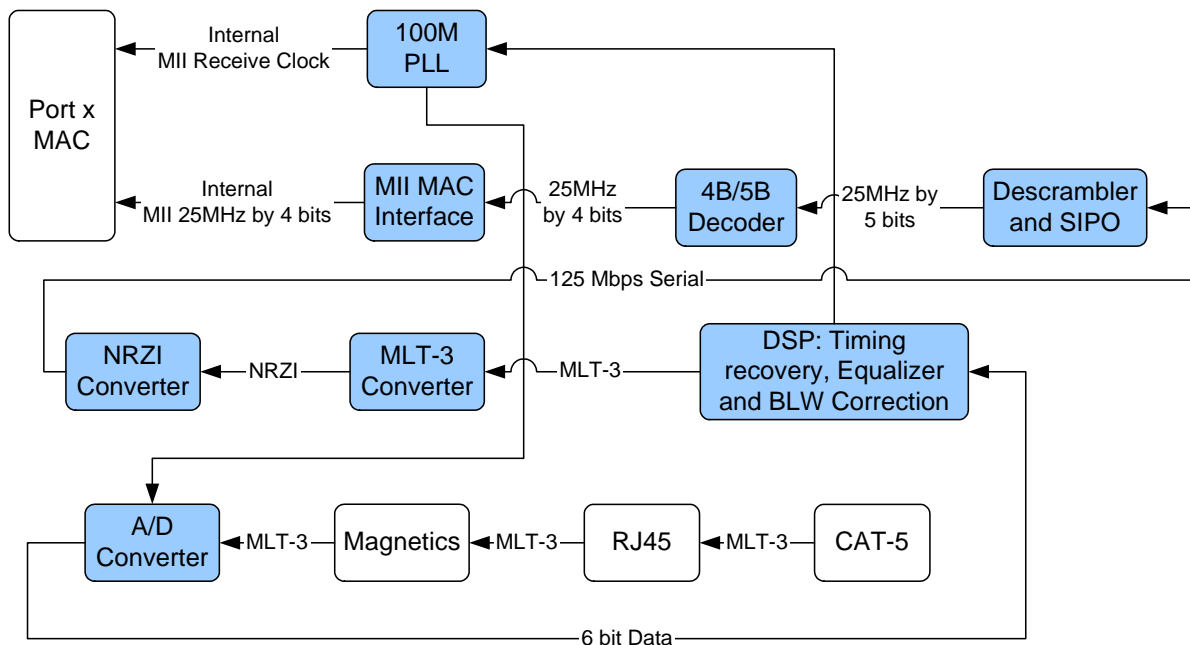 Internal
MII Receive Clock
100M
PLL
Port x
MAC
Internal
MII 25MHz by 4 bits
MII MAC
Interface
25MHz
by 4 bits
4B/5B
Decoder
25MHz by
5 bits
Descrambler
and SIPO
125 Mbps Serial
NRZI
Converter
NRZI
MLT-3
Converter
MLT-3
DSP: Timing
recovery, Equalizer
and BLW Correction
A/D
Converter
MLT-3
Magnetics
MLT-3
RJ45
MLT-3
CAT-5
6 bit Data